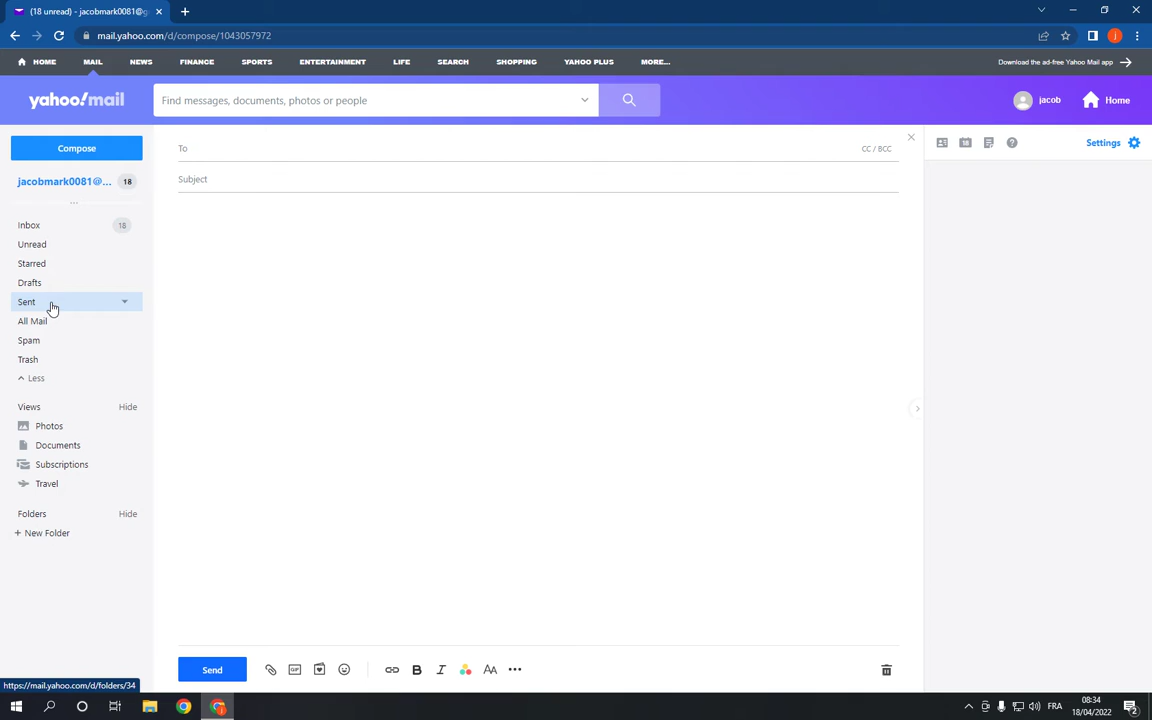 (18 unread) - jacobmark0081@g
mail.yahoo.com/d/compose/1043057972
HOME MAIL NEWS FINANCE SPORTS ENTERTAINMENT LIFE SEARCH SHOPPING YAHOO PLUS MORE... Download the ad-free Yahoo Mail app
yahoo!mail Find messages, documents, photos or people jacob Home
Compose To CC / BCC 18 Settings
jacobmark0081@... 18 Subject
...
Inbox 18
Unread
Starred
Drafts
Sent
All Mail
Spam
Trash
Less
Views Hide
Photos
Documents
Subscriptions
Travel
Folders Hide
+ New Folder
Send GIF B I AA
https://mail.yahoo.com/d/folders/34
FRA 08:34
18/04/2022 2